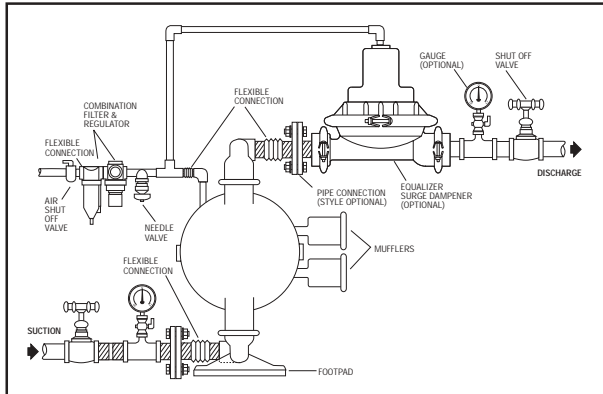 GAUGE
(OPTIONAL)
SHUT OFF
VALVE
FLEXIBLE
CONNECTION
COMBINATION
FILTER &
REGULATOR
FLEXIBLE
CONNECTION
DISCHARGE
AIR
SHUT
OFF
VALVE
NEEDLE
VALVE
PIPE CONNECTION
(STYLE OPTIONAL)
EQUALIZER
SURGE DAMPENER
(OPTIONAL)
MUFFLERS
FLEXIBLE
CONNECTION
SUCTION
FOOTPAD